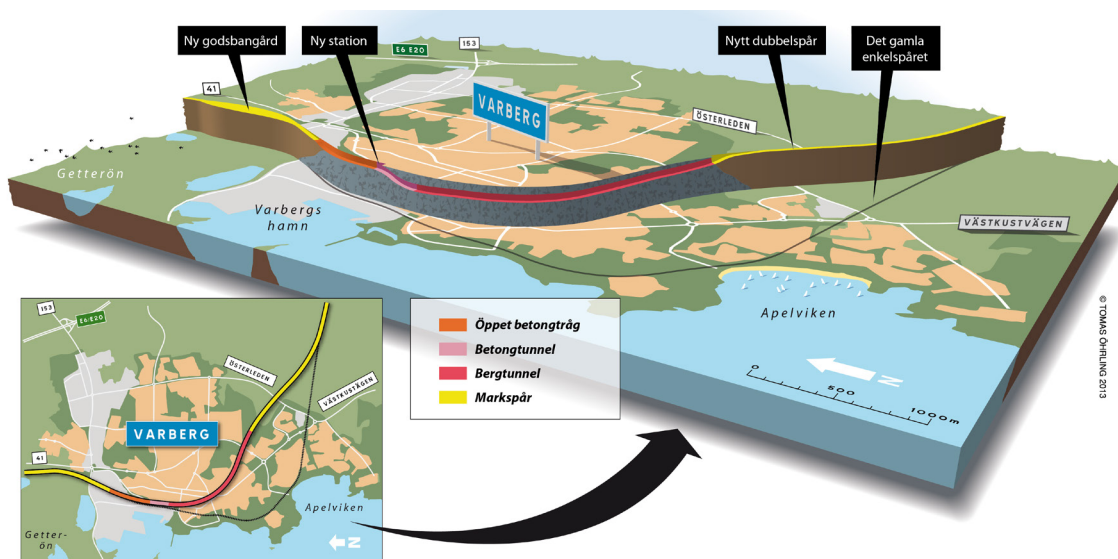 Ny godsbangård
Ny station
Nytt dubbelspår
Det gamla
enkelspåret
E6 E20
153
41
VARBERG
ÖSTERLEDEN
VÄSTKUSTVÄGEN
Getterön
Varbergs
hamn
Apelviken
N
0
500
1000m
© TOMAS ÖHRLING 2013
Öppet betongtråg
Betongtunnel
Bergtunnel
Markspår
153
E6/E20
ÖSTERLEDEN
VÄSTKUSTÄGEN
VARBERG
41
Apelviken
Getter-
ön
N